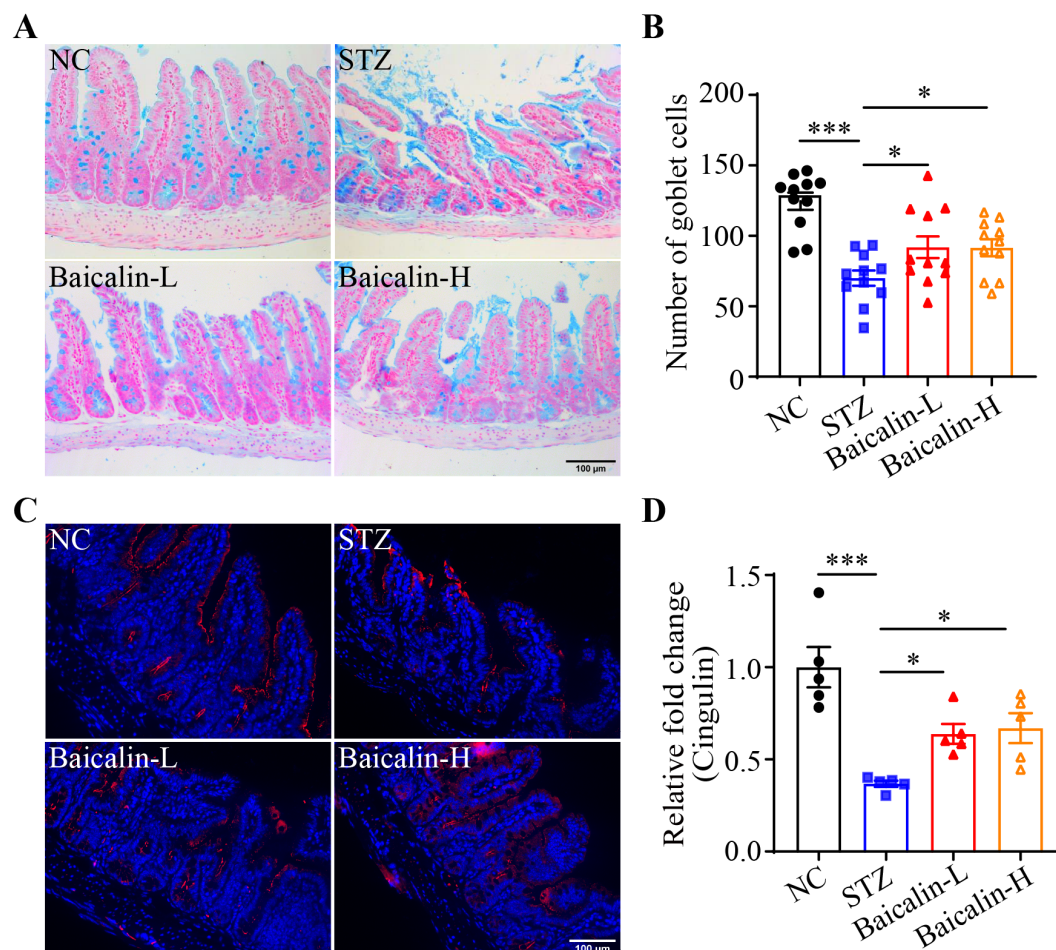 A
NC
STZ
Baicalin-L
Baicalin-H
100 µm
B
Number of goblet cells
200
150
100
50
0
***
*
*
NC
STZ
Baicalin-L
Baicalin-H
C
NC
STZ
Baicalin-L
Baicalin-H
100 µm
D
Relative fold change
(Cingulin)
1.5
1.0
0.5
0.0
***
*
*
NC
STZ
Baicalin-L
Baicalin-H